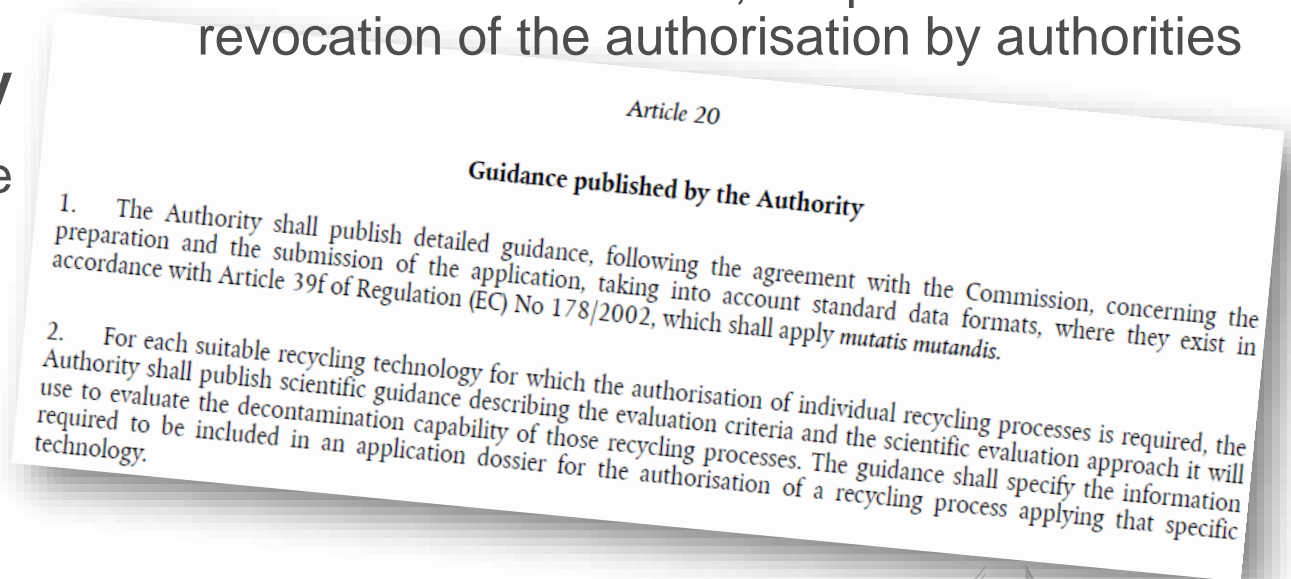 revocation of the authorisation by authorities
Article 20
Guidance published by the Authority
1. The Authority shall publish detailed guidance, following the agreement with the Commission, concerning the
preparation and the submission of the application, taking into account standard data formats, where they exist in
accordance with Article 39f of Regulation (EC) No 178/2002, which shall apply mutatis mutandis.
2. For each suitable recycling technology for which the authorisation of individual recycling processes is required, the
Authority shall publish scientific guidance describing the evaluation criteria and the scientific evaluation approach it will
use to evaluate the decontamination capability of those recycling processes. The guidance shall specify the information
required to be included in an application dossier for the authorisation of a recycling process applying that specific
technology.